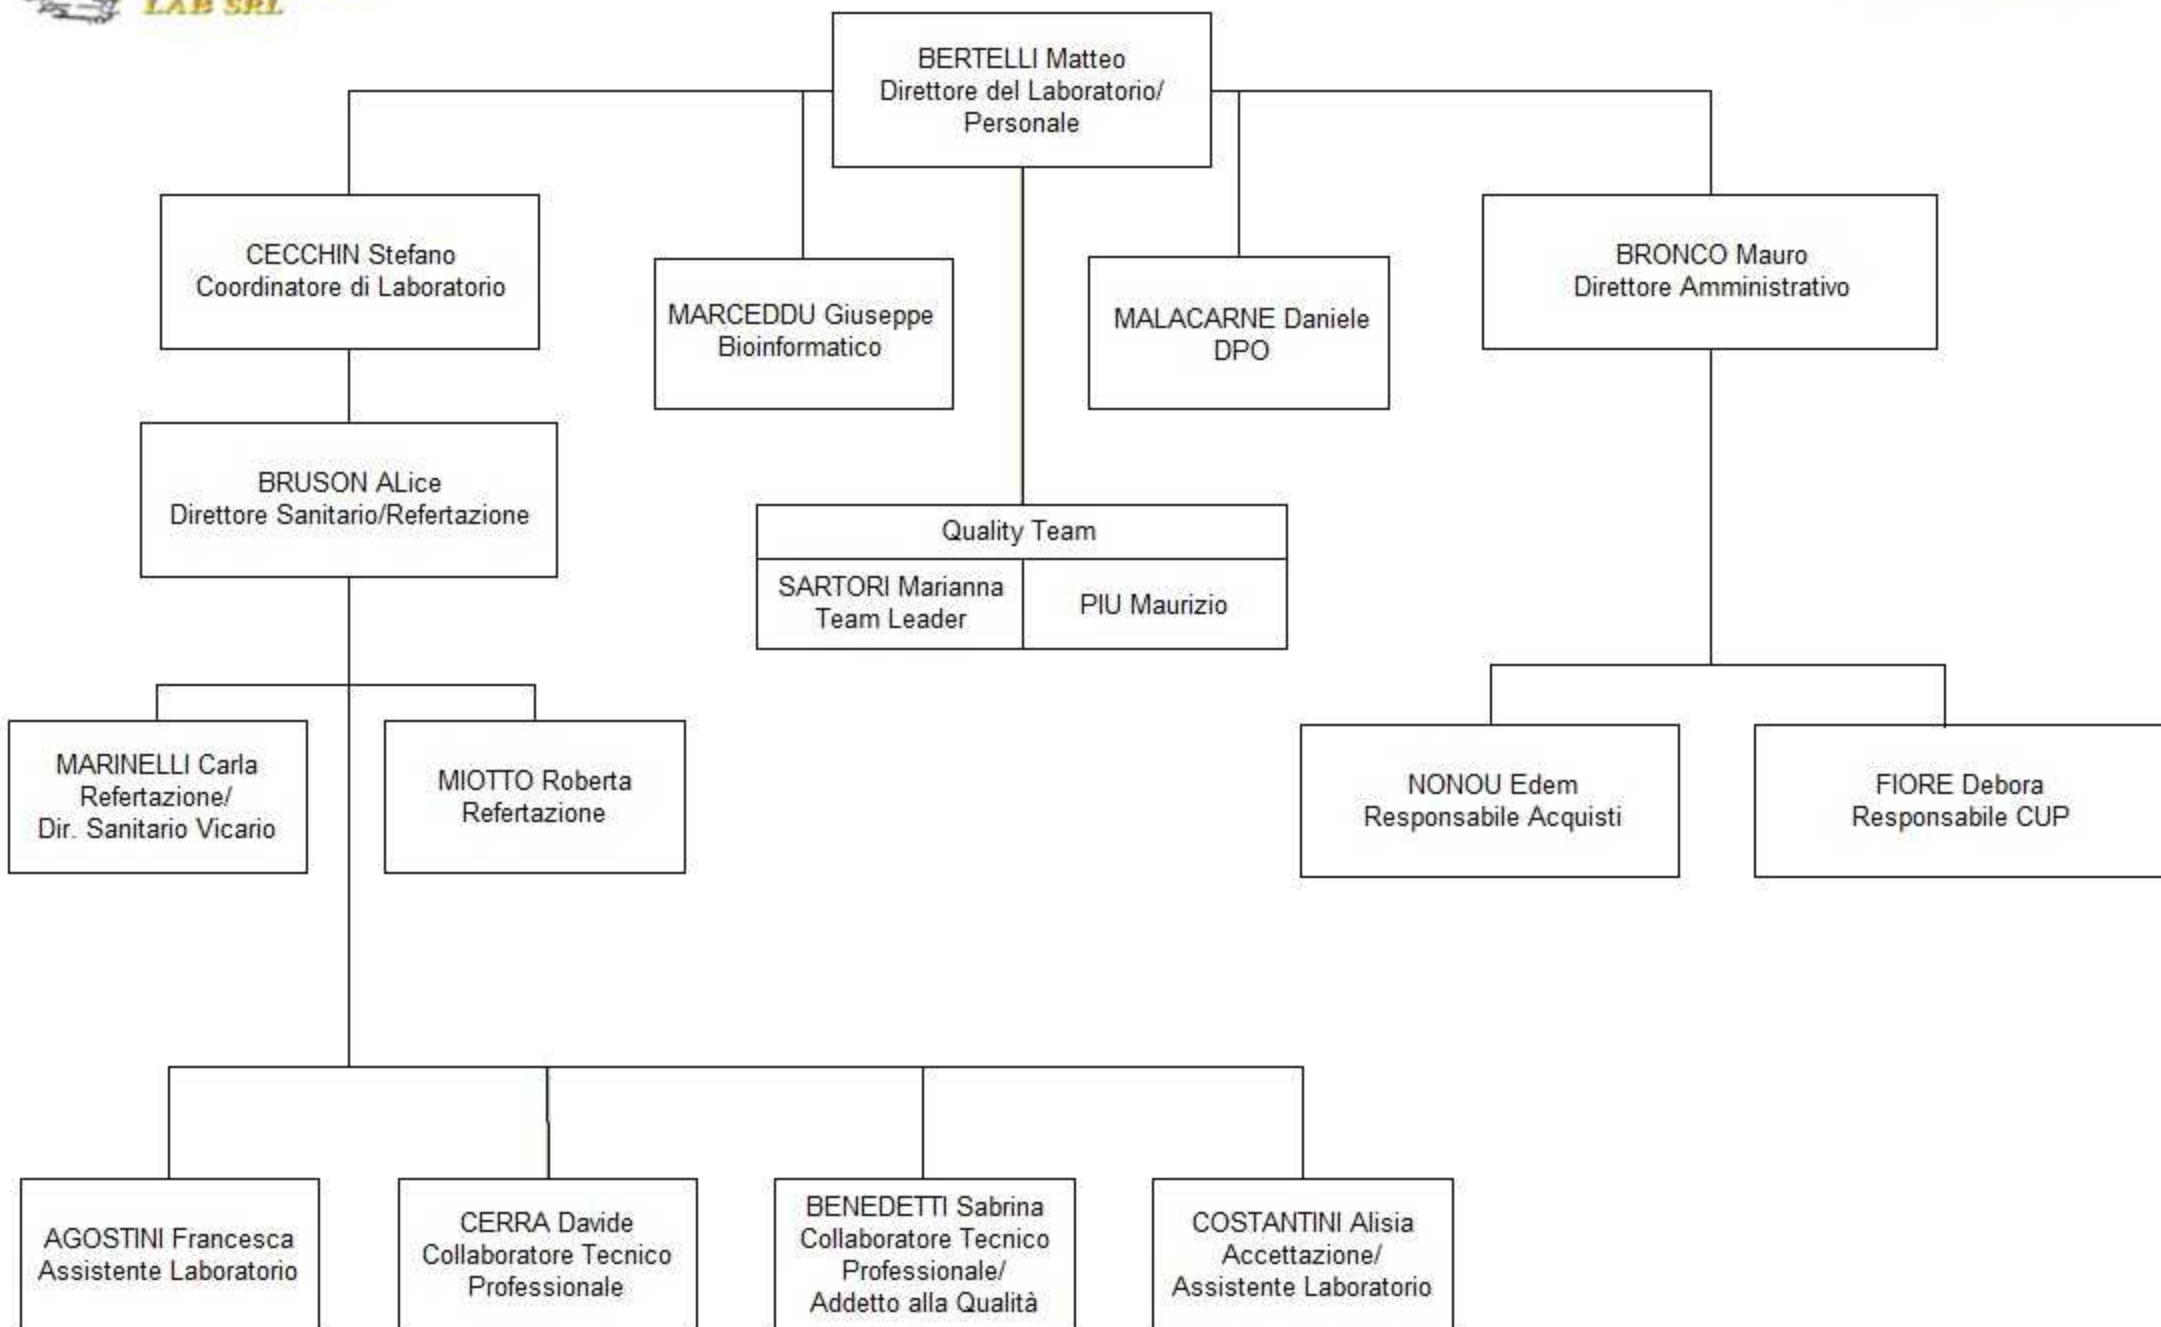 LAB SRL
BERTELLI Matteo
Direttore del Laboratorio/
Personale
CECCHIN Stefano
Coordinatore di Laboratorio
MARCEDDU Giuseppe
Bioinformatico
MALACARNE Daniele
DPO
BRONCO Mauro
Direttore Amministrativo
BRUSON ALice
Direttore Sanitario/Refertazione
Quality Team
SARTORI Marianna
Team Leader
PIU Maurizio
MARINELLI Carla
Refertazione/
Dir. Sanitario Vicario
MIOTTO Roberta
Refertazione
NONOU Edem
Responsabile Acquisti
FIORE Debora
Responsabile CUP
AGOSTINI Francesca
Assistente Laboratorio
CERRA Davide
Collaboratore Tecnico
Professionale
BENEDETTI Sabrina
Collaboratore Tecnico
Professionale/
Addetto alla Qualità
COSTANTINI Alisia
Accettazione/
Assistente Laboratorio